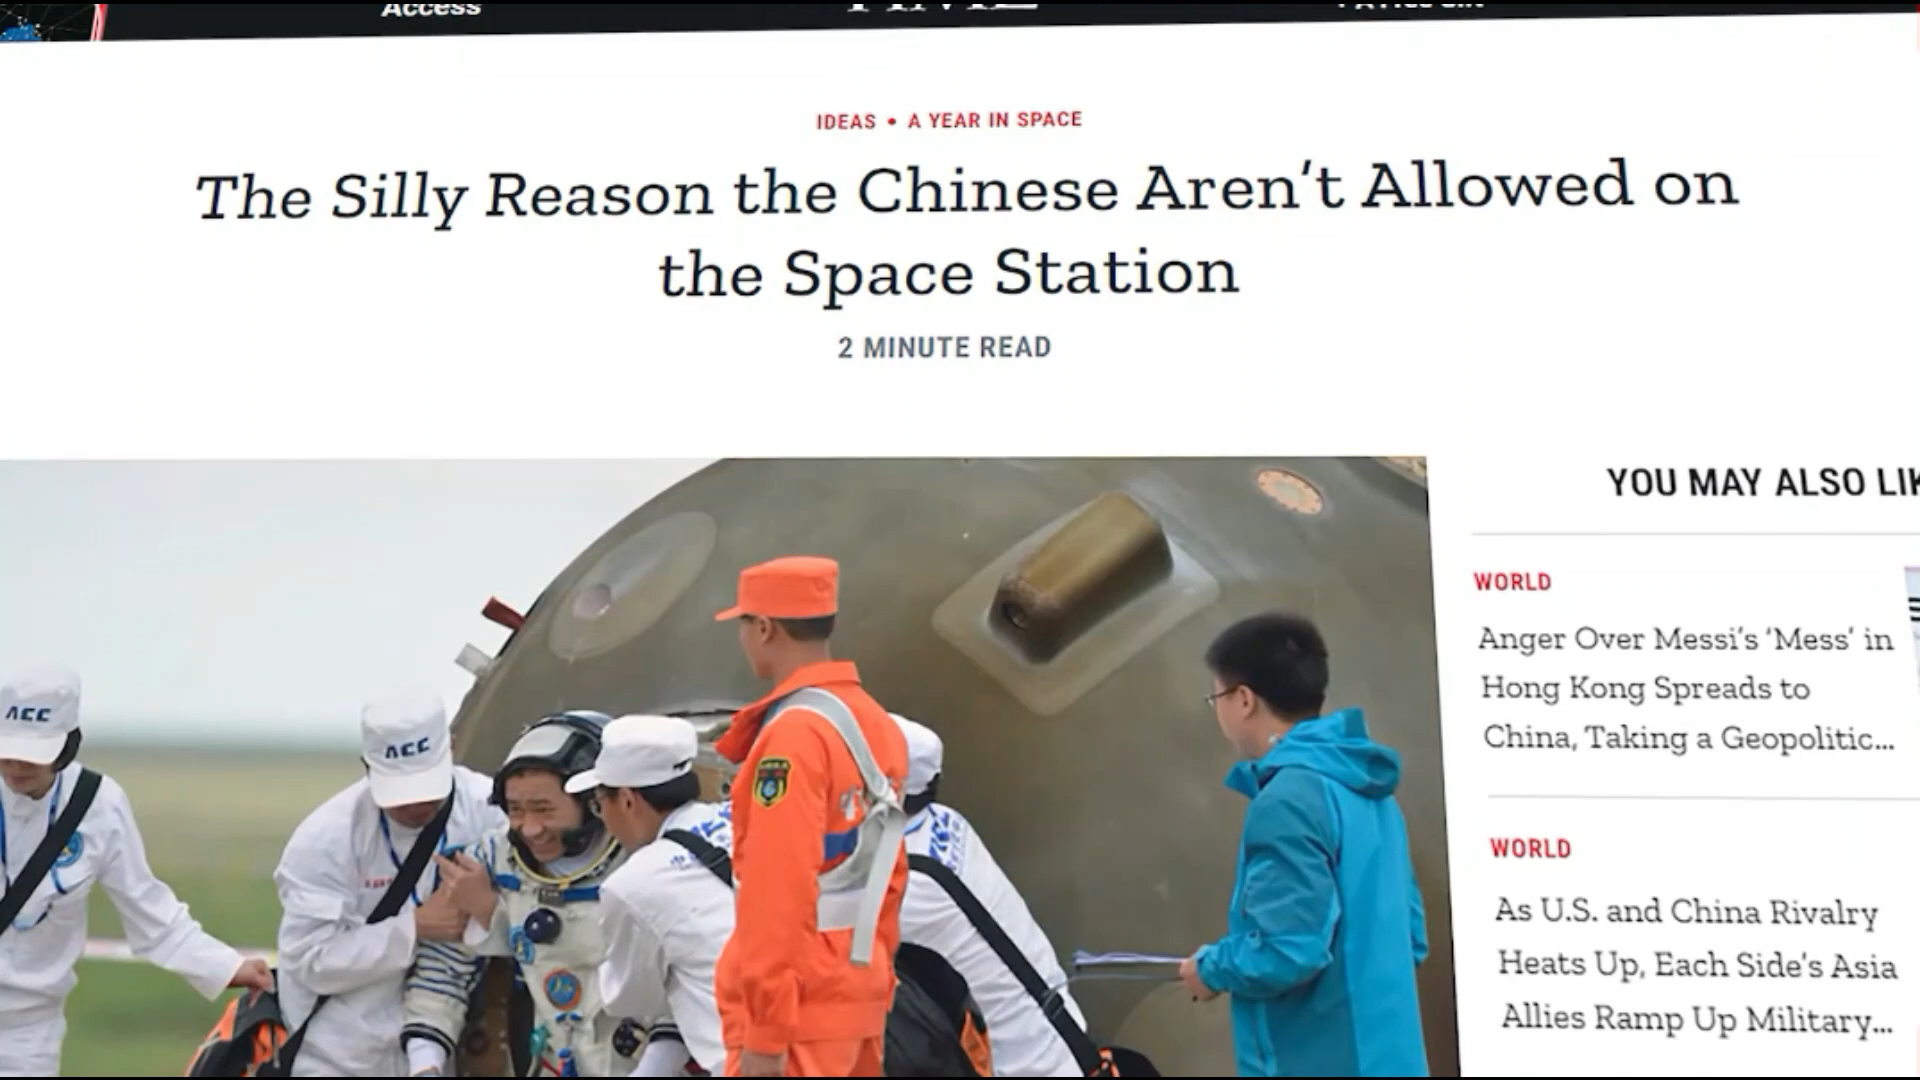 Access
TIME
IDEAS • A YEAR IN SPACE
The Silly Reason the Chinese Aren't Allowed on
the Space Station
2 MINUTE READ
YOU MAY ALSO
WORLD
Anger Over Messi's 'Mess' in
Hong Kong Spreads to
China, Taking a Geopolitic...
WORLD
As U.S. and China Rivalry
Heats Up, Each Side's Asia
Allies Ramp Up Military...
ACC
ACC